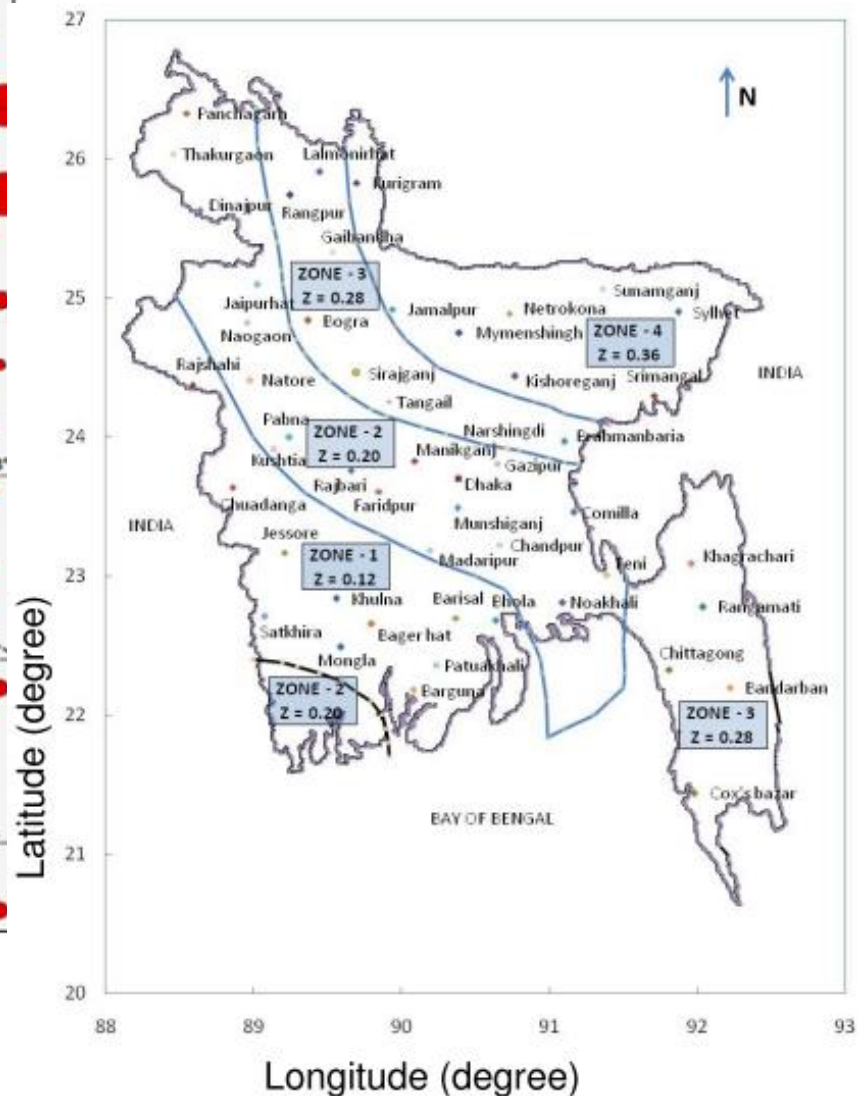 27
N
Panchagarh
26
Thakurgaon
Lalmonirhat
Kurigram
Dinajpur
Rangpur
Gaibandha
ZONE - 3
Z = 0.28
Sunamganj
25
Jaipurhat
Jamalpur
Netrokona
Sylhet
Naogaon
Bogra
Mymenshingh
ZONE - 4
Z = 0.36
Rajshahi
Natore
Sirajganj
Kishoreganj
Srimangal
INDIA
Tangail
24
Pabna
ZONE - 2
Z = 0.20
Narshingdi
Brahmanbaria
Manikganj
Kushtia
Gazipur
Rajbari
Dhaka
Chuadanga
Faridpur
Munshiganj
Comilla
INDIA
Jessore
Chandpur
23
ZONE - 1
Z = 0.12
Madaripur
Feni
Khagrachari
Khulna
Barisal
Bhola
Noakhali
Rangamati
Satkhira
Bager hat
Mongla
Patuakhali
Chittagong
22
ZONE - 2
Z = 0.20
Barguna
Bandarban
ZONE - 3
Z = 0.28
Cox's bazar
BAY OF BENGAL
21
20
88
89
90
91
92
93
Latitude (degree)
Longitude (degree)